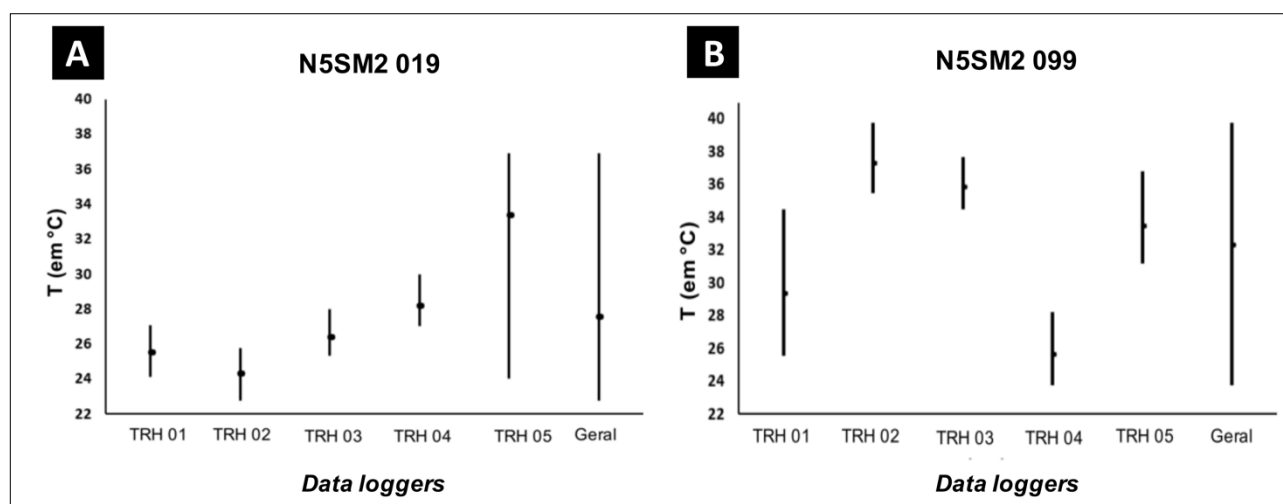 A
N5SM2 019
T (em °C)
40
38
36
34
32
30
28
26
24
22
TRH 01 TRH 02 TRH 03 TRH 04 TRH 05 Geral
Data loggers
B
N5SM2 099
T (em °C)
40
38
36
34
32
30
28
26
24
22
TRH 01 TRH 02 TRH 03 TRH 04 TRH 05 Geral
Data loggers